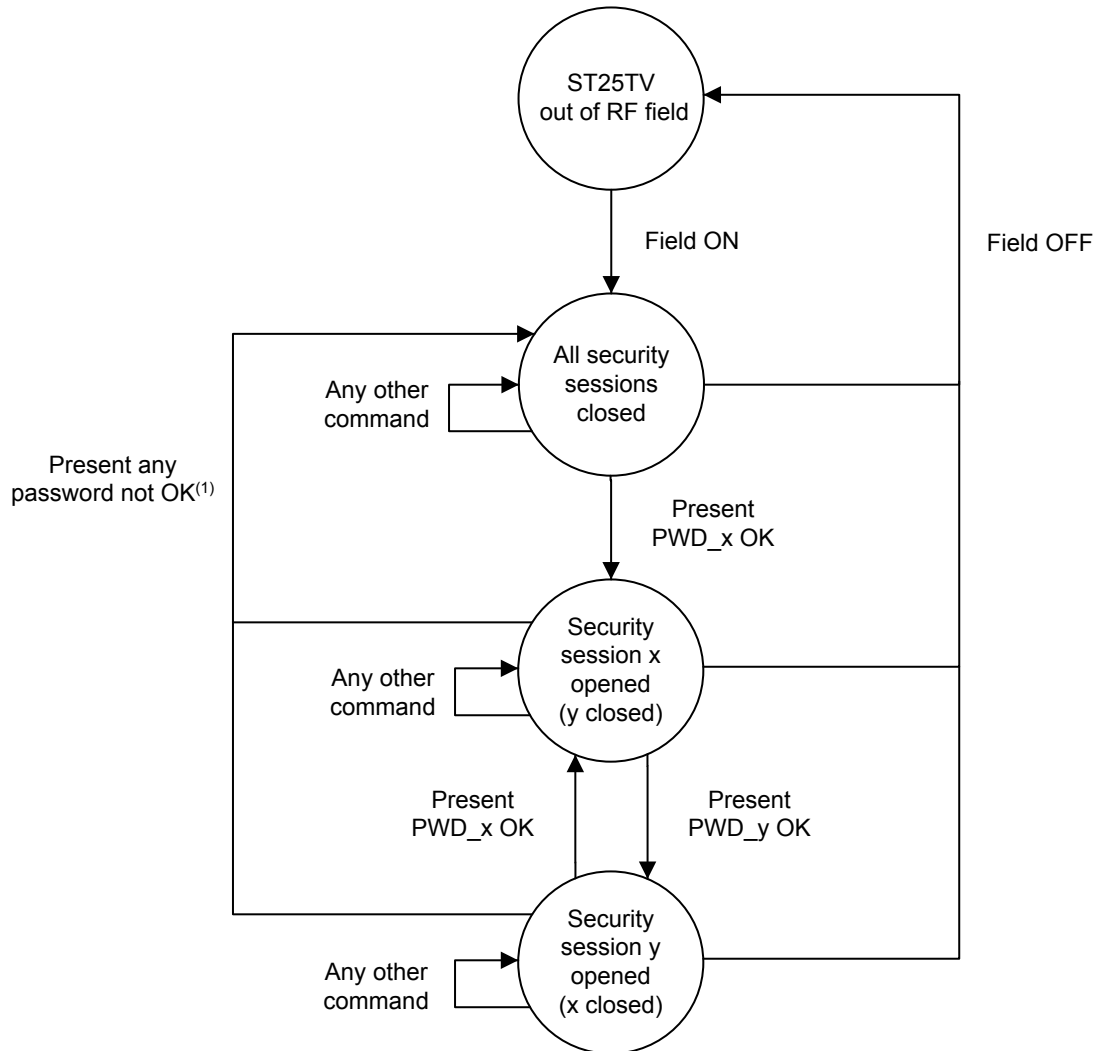 ST25TV
out of RF field
Field ON
Field OFF
All security
sessions
closed
Any other
command
Present any
password not OK(1)
Present
PWD_x OK
Security
session x
opened
(y closed)
Any other
command
Present
PWD_x OK
Present
PWD_y OK
Security
session y
opened
(x closed)
Any other
command